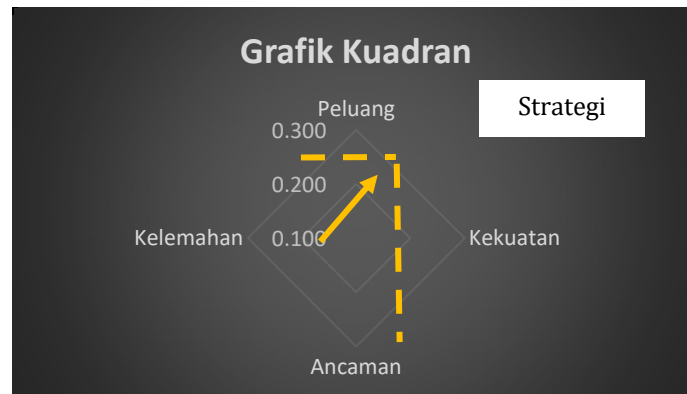 Grafik Kuadran
Strategi
Peluang
0.300
0.200
Kelemahan
0.100
Kekuatan
Ancaman